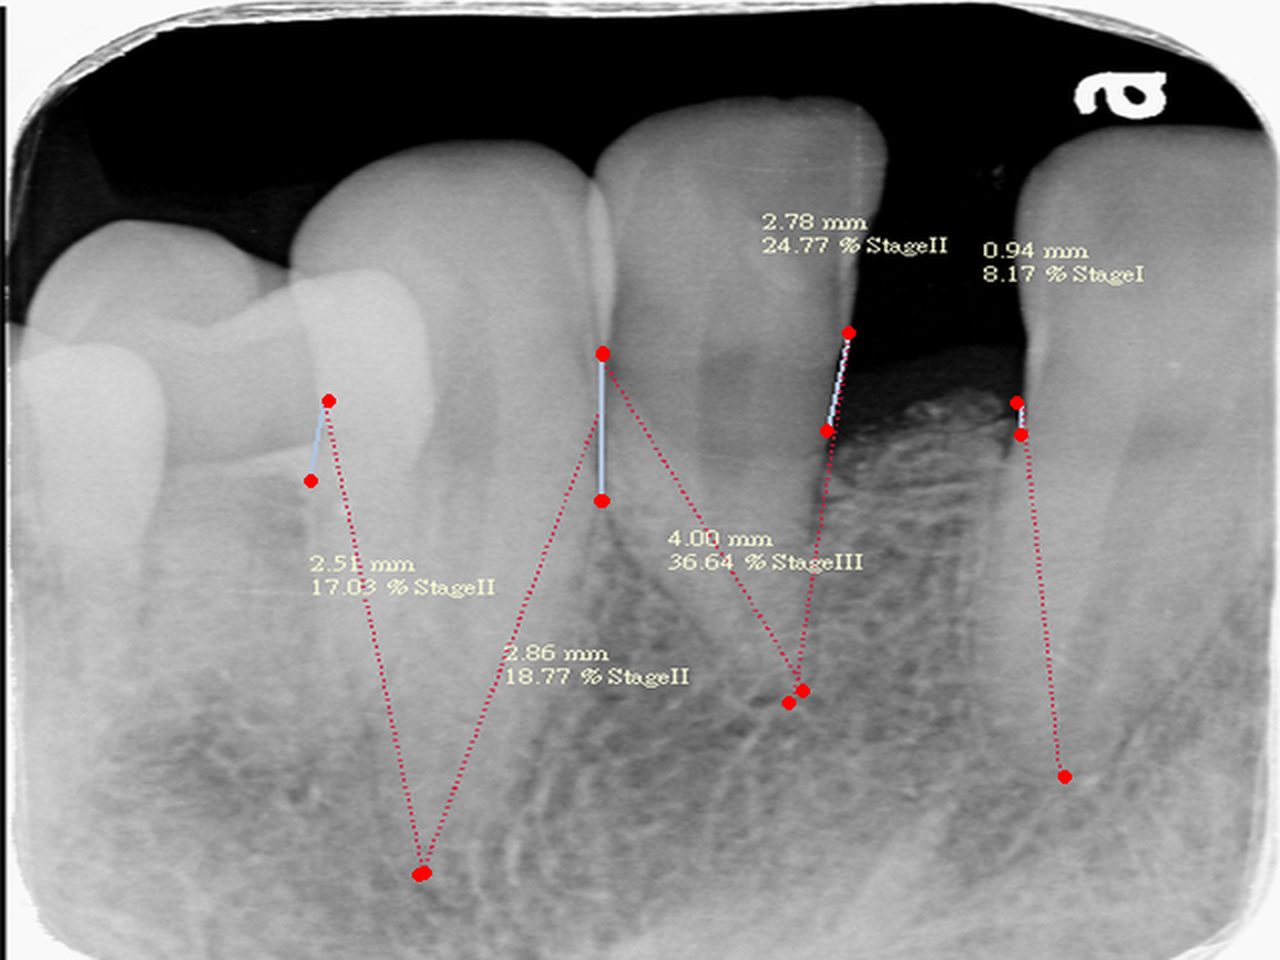 a
2.78 mm
24.77 % StageII
0.94 mm
8.17 % StageI
4.00 mm
36.64 % StageIII
2.51 mm
17.03 % StageII
2.86 mm
18.77 % StageII